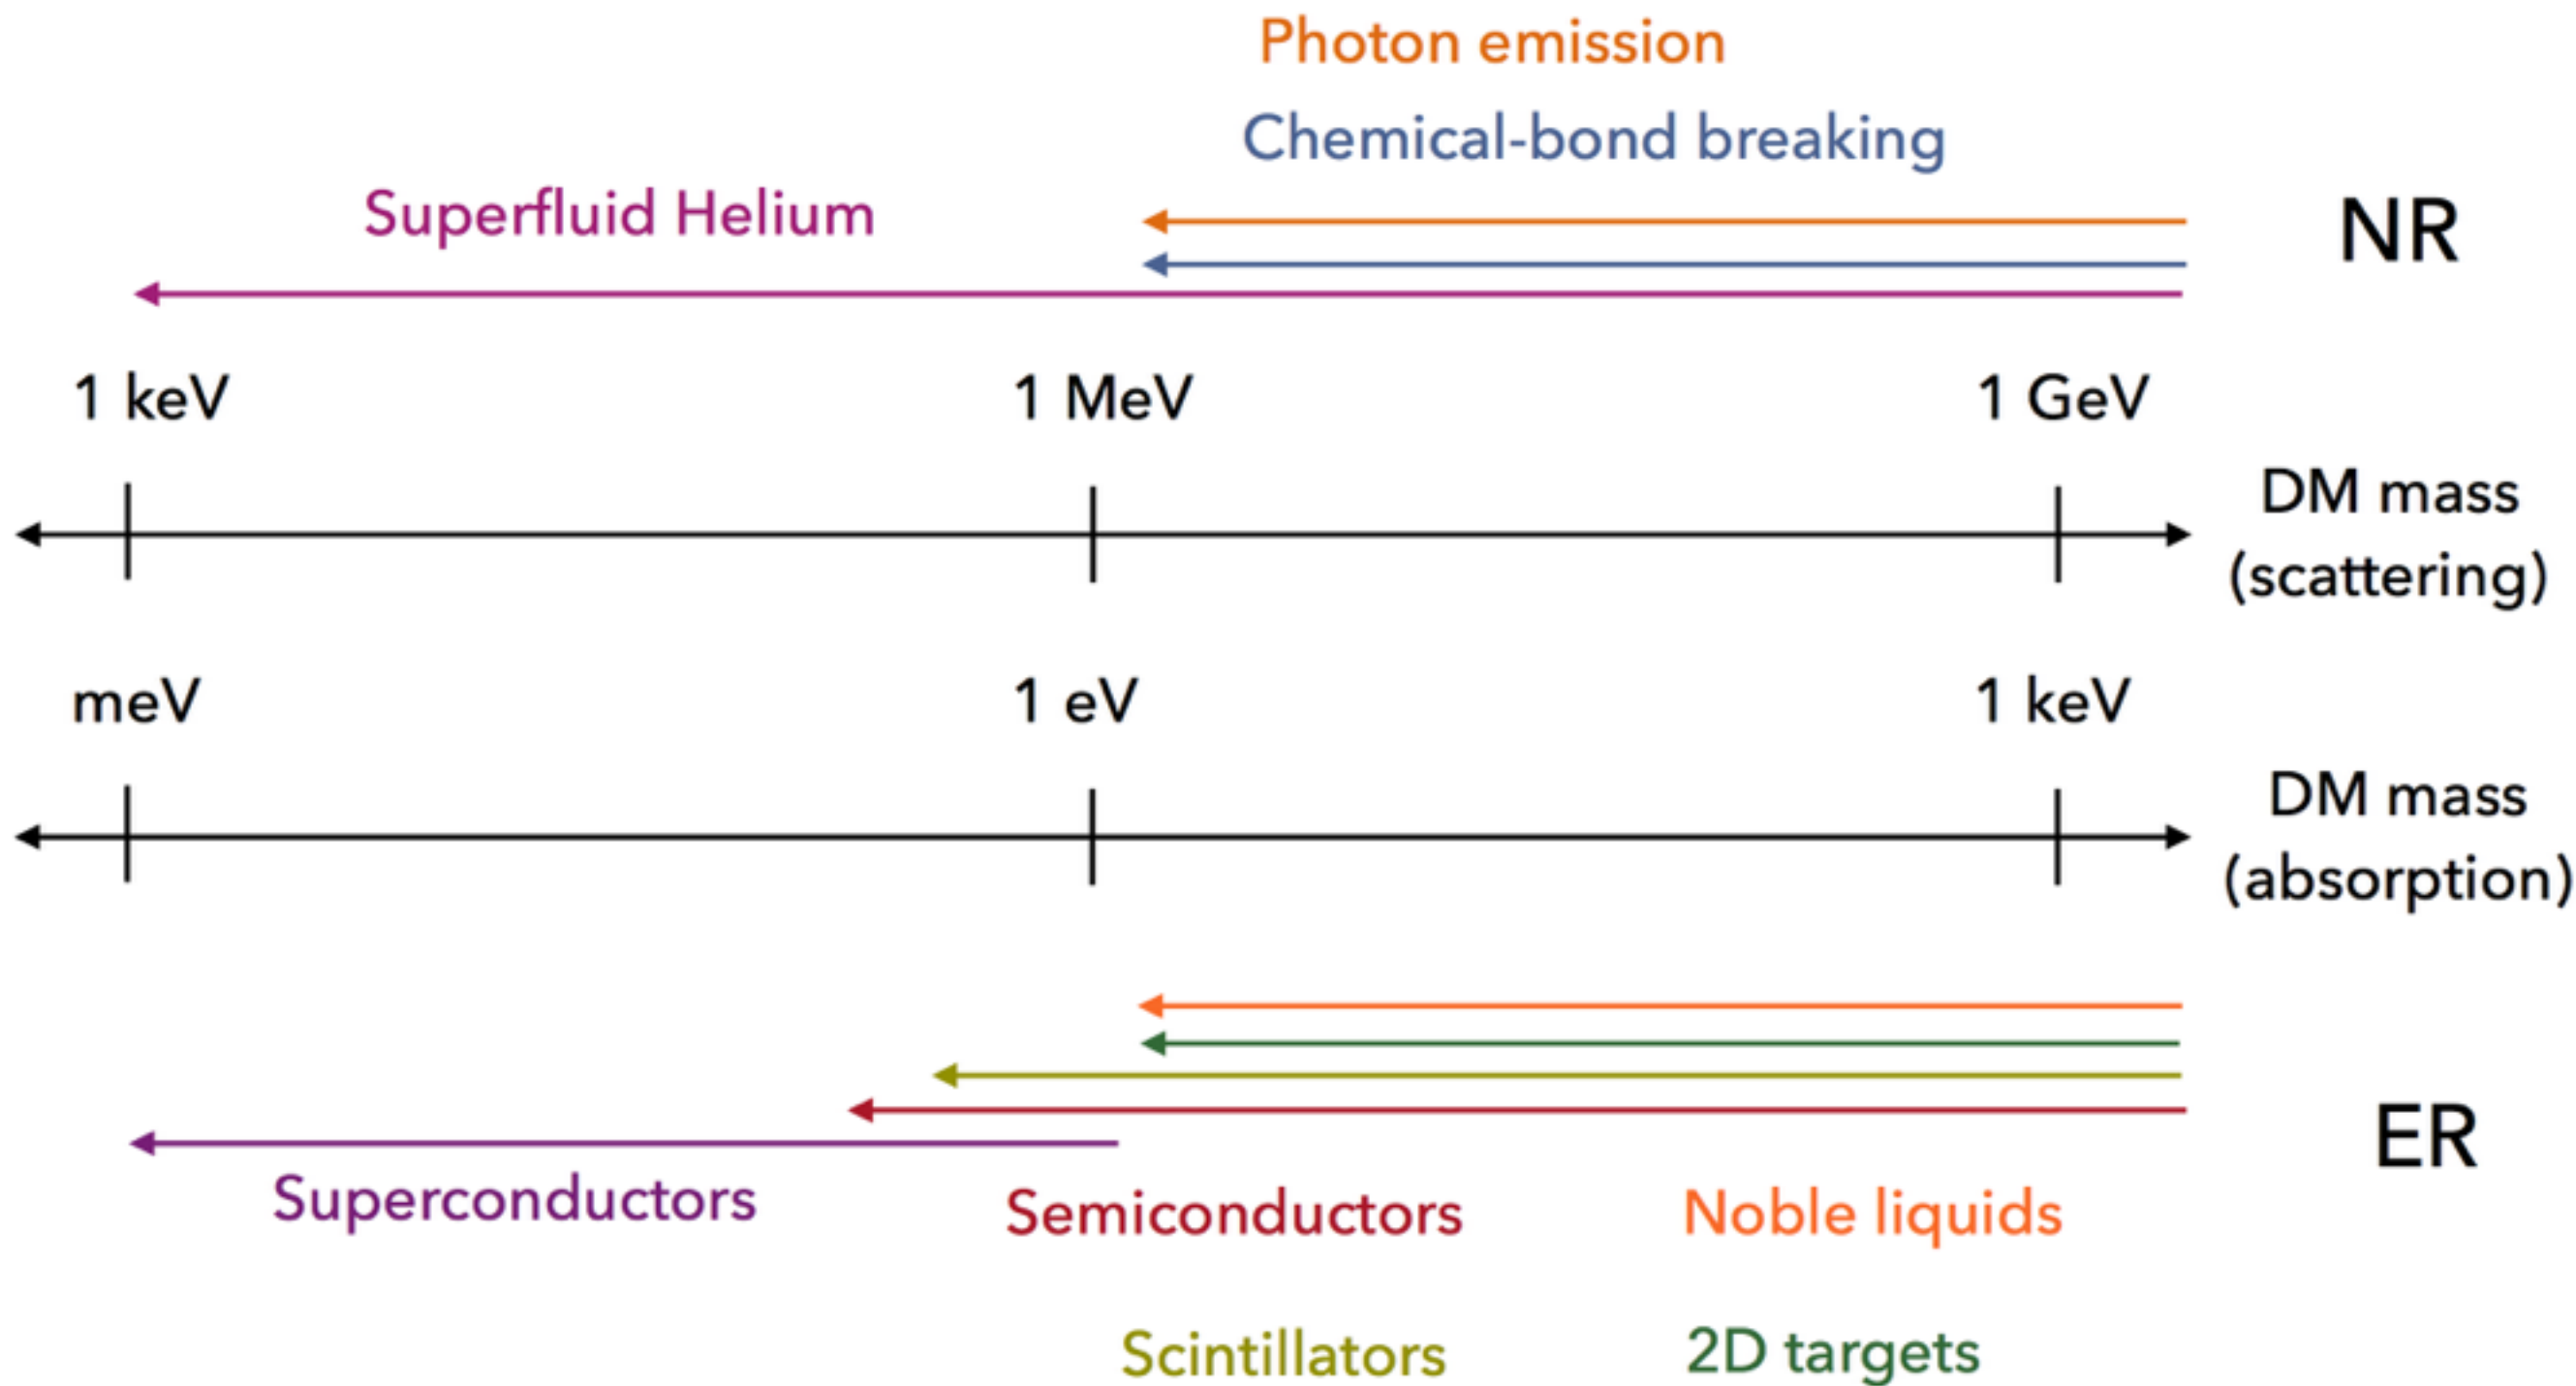 Photon emission
Chemical-bond breaking
Superfluid Helium
NR
1 keV
1 MeV
1 GeV
DM mass
(scattering)
meV
1 eV
1 keV
DM mass
(absorption)
ER
Superconductors
Semiconductors
Noble liquids
Scintillators
2D targets